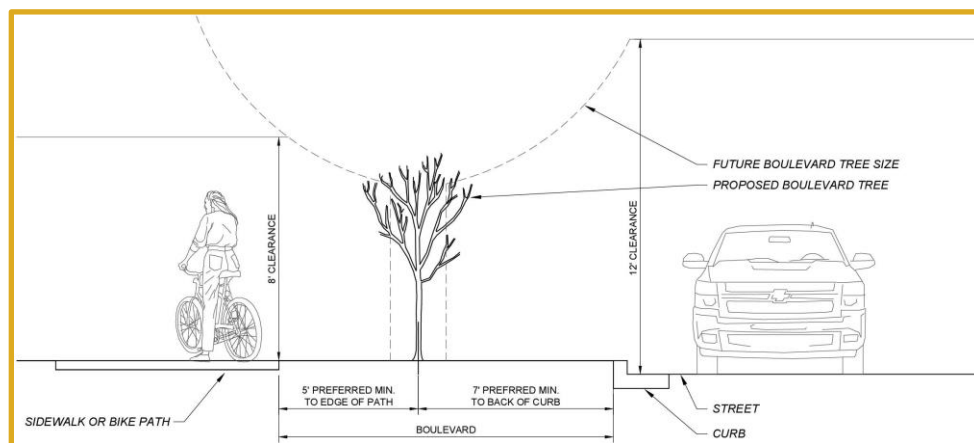 FUTURE BOULEVARD TREE SIZE
PROPOSED BOULEVARD TREE
8' CLEARANCE
12' CLEARANCE
5' PREFERRED MIN.
TO EDGE OF PATH
7' PREFRRED MIN.
TO BACK OF CURB
SIDEWALK OR BIKE PATH
BOULEVARD
STREET
CURB